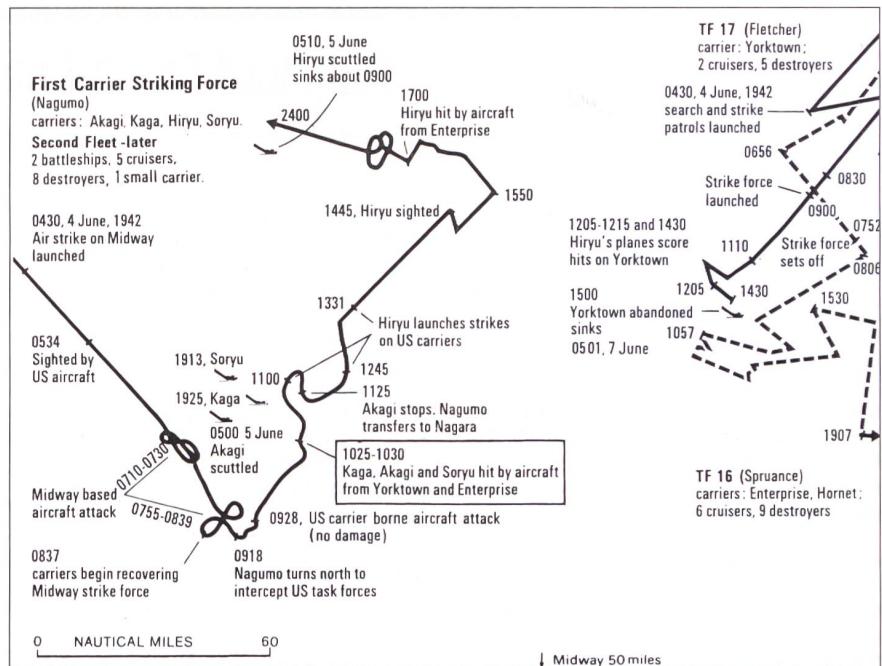 First Carrier Striking Force
(Nagumo)
carriers: Akagi, Kaga, Hiryu, Soryu.
Second Fleet -later
2 battleships, 5 cruisers,
8 destroyers, 1 small carrier.
0510, 5 June
Hiryu scuttled
sinks about 0900
2400
1700
Hiryu hit by aircraft
from Enterprise
1550
1445, Hiryu sighted
0430, 4 June, 1942
Air strike on Midway
launched
0534
Sighted by
US aircraft
1331
Hiryu launches strikes
on US carriers
1913, Soryu
1100
1245
1925, Kaga
1125
Akagi stops. Nagumo
transfers to Nagara
0500 5 June
Akagi
scuttled
1025-1030
Kaga, Akagi and Soryu hit by aircraft
from Yorktown and Enterprise
0710-0730
Midway based
aircraft attack
0755-0839
0928, US carrier borne aircraft attack
(no damage)
0837
carriers begin recovering
Midway strike force
0918
Nagumo turns north to
intercept US task forces
0 NAUTICAL MILES 60
TF 17 (Fletcher)
carrier: Yorktown;
2 cruisers, 5 destroyers
0430, 4 June, 1942
search and strike
patrols launched
0656
0830
Strike force
launched
0900
0752
1205-1215 and 1430
Hiryu's planes score
hits on Yorktown
1110
Strike force
sets off
0806
1205
1430
1530
1500
Yorktown abandoned
sinks
0501, 7 June
1057
1907
TF 16 (Spruance)
carriers: Enterprise, Hornet;
6 cruisers, 9 destroyers
Midway 50 miles